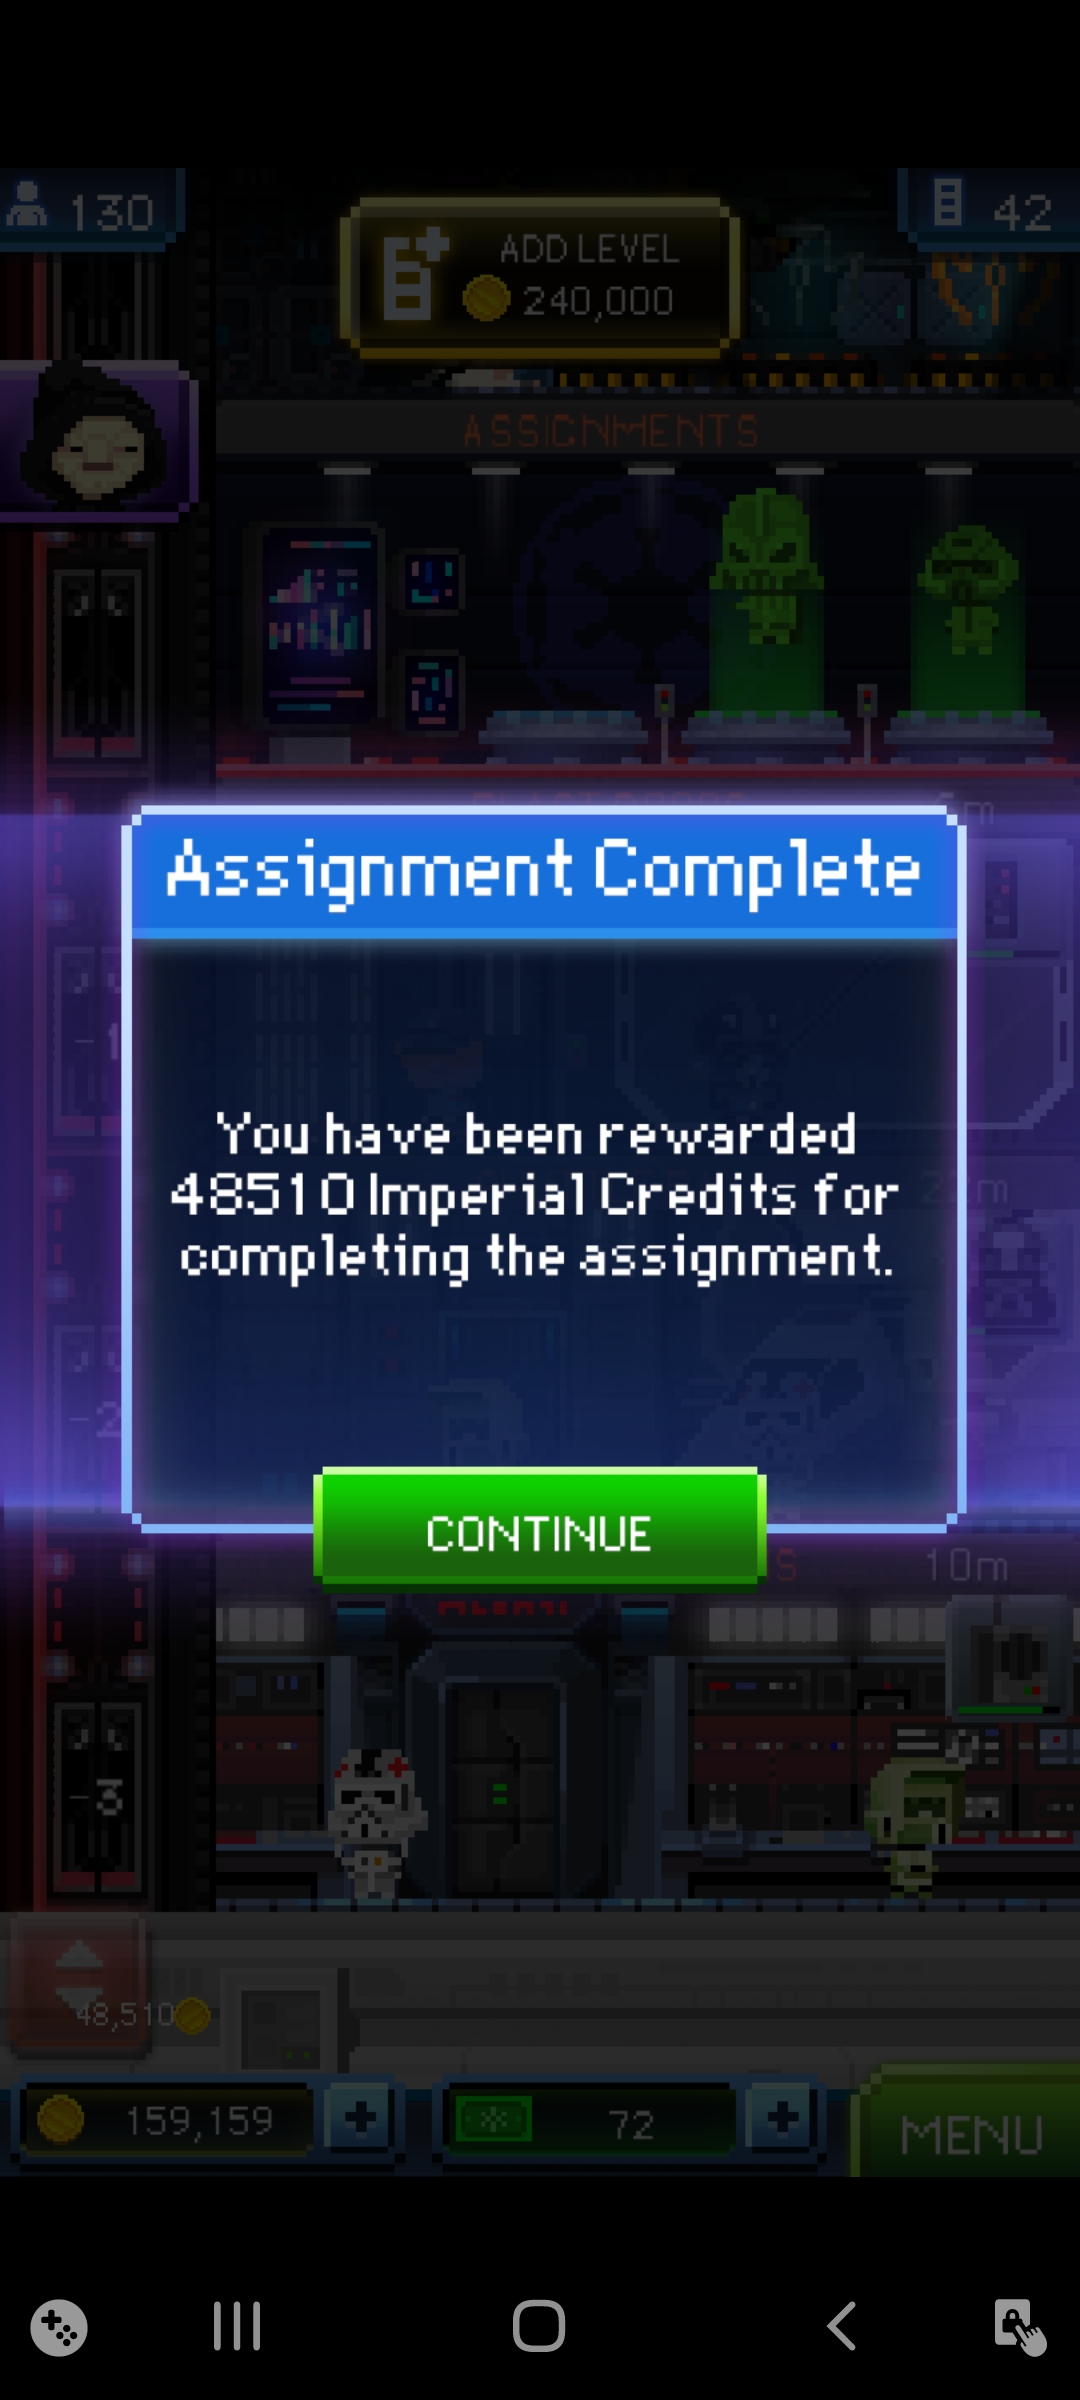 130
ADD LEVEL
240,000
42
ASSIGNMENTS
Assignment Complete
You have been rewarded
48510 Imperial Credits for
completing the assignment.
CONTINUE
10m
-3
48,510
159,159
72
MENU